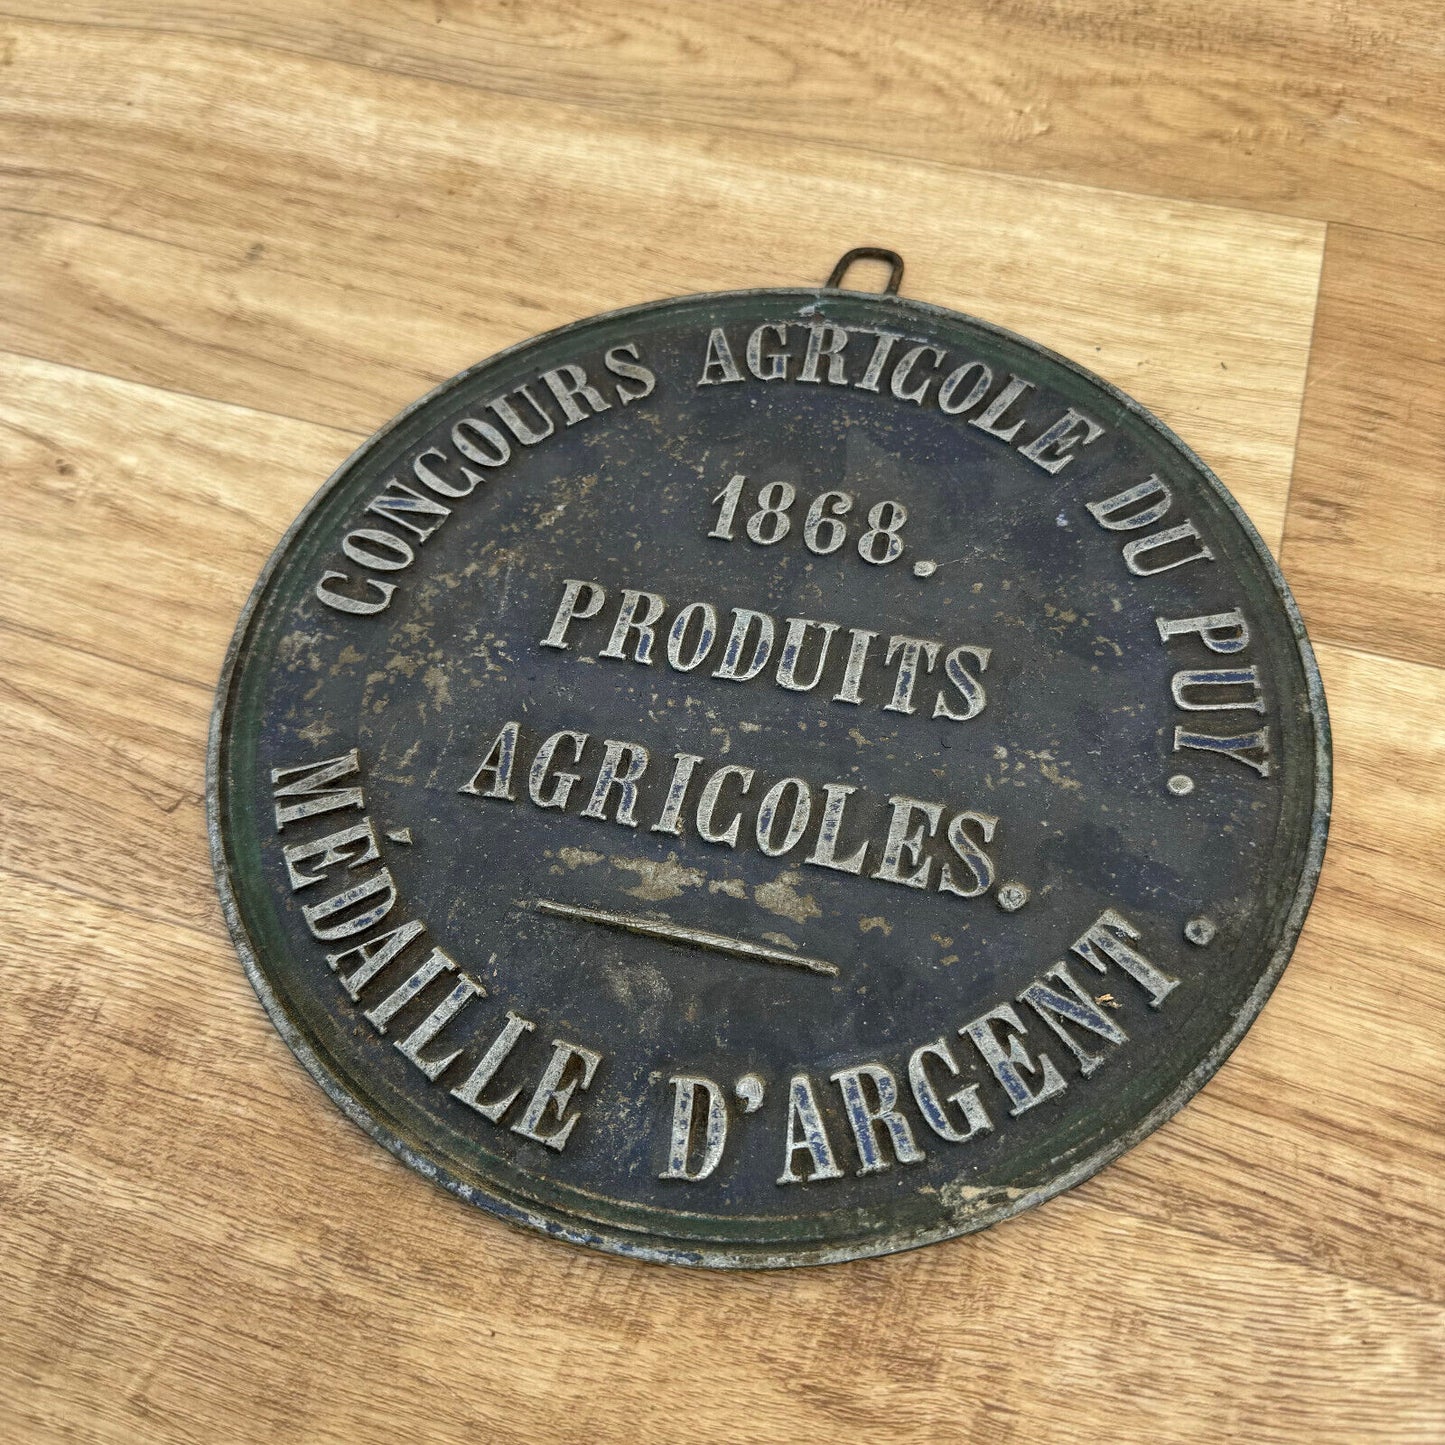 CONCOURS AGRICOLE DU PUY.
1868.
PRODUITS
AGRICOLES.
MÉDAILLE D'ARGENT.